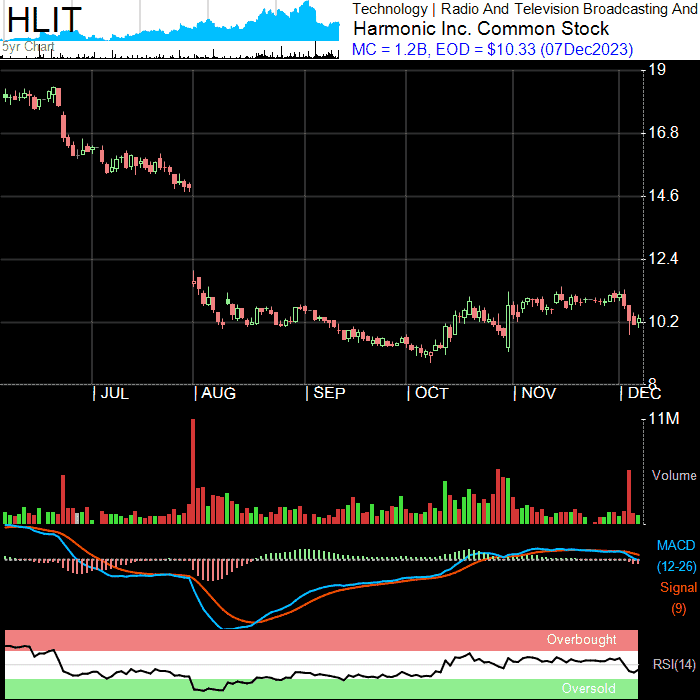 HLIT
5yr Chart
Technology | Radio And Television Broadcasting And
Harmonic Inc. Common Stock
MC = 1.2B, EOD = $10.33 (07Dec2023)
19
16.8
14.6
12.4
10.2
8
| JUL | AUG | SEP | OCT | NOV | DEC
11M
Volume
MACD
(12-26)
Signal
(9)
Overbought
RSI(14)
Oversold